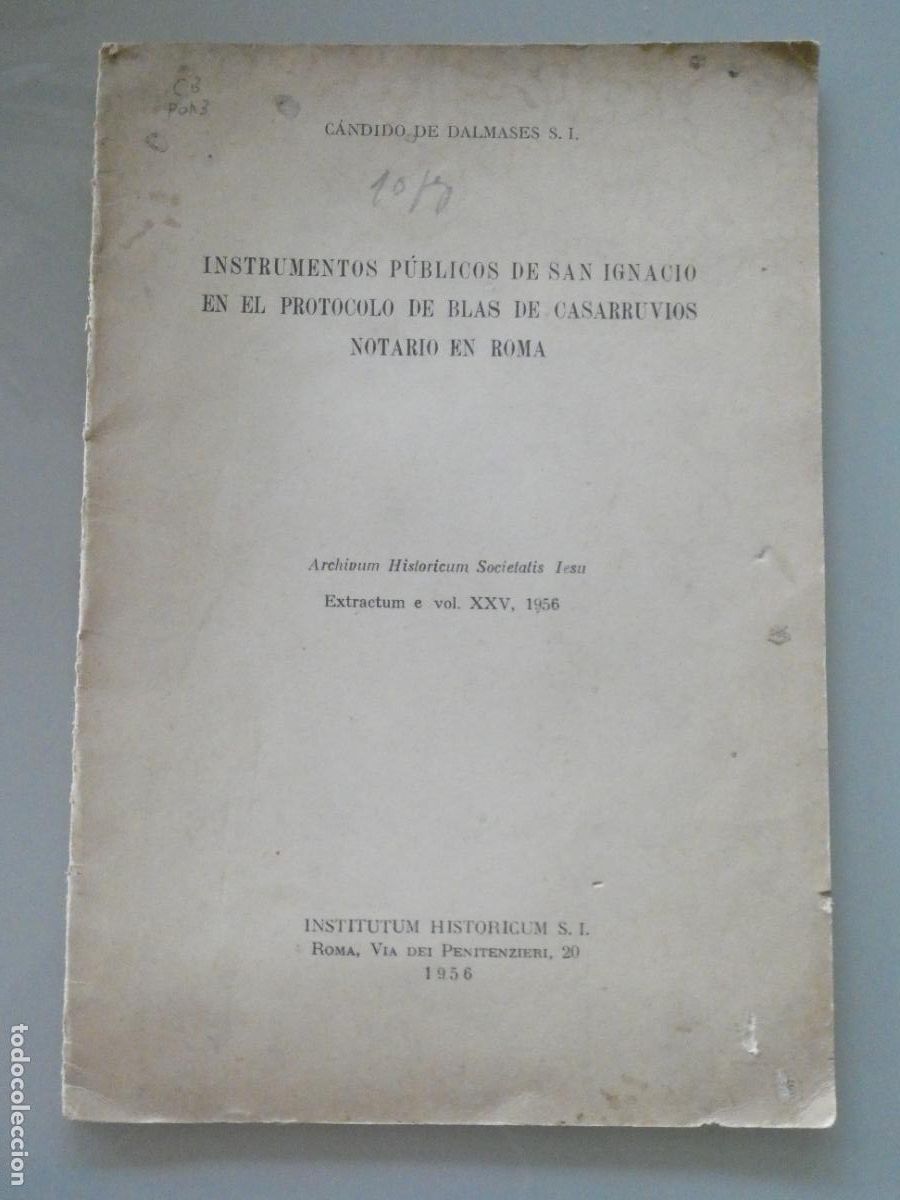 C3
CÁNDIDO DE DALMASES S. I.
INSTRUMENTOS PÚBLICOS DE SAN IGNACIO
EN EL PROTOCOLO DE BLAS DE CASARRUVIOS
NOTARIO EN ROMA
Archivum Historicum Societatis Iesu
Extractum e vol. XXV, 1956
INSTITUTUM HISTORICUM S. I.
ROMA, VIA DEI PENITENZIERI, 20
1956
todocoleccion